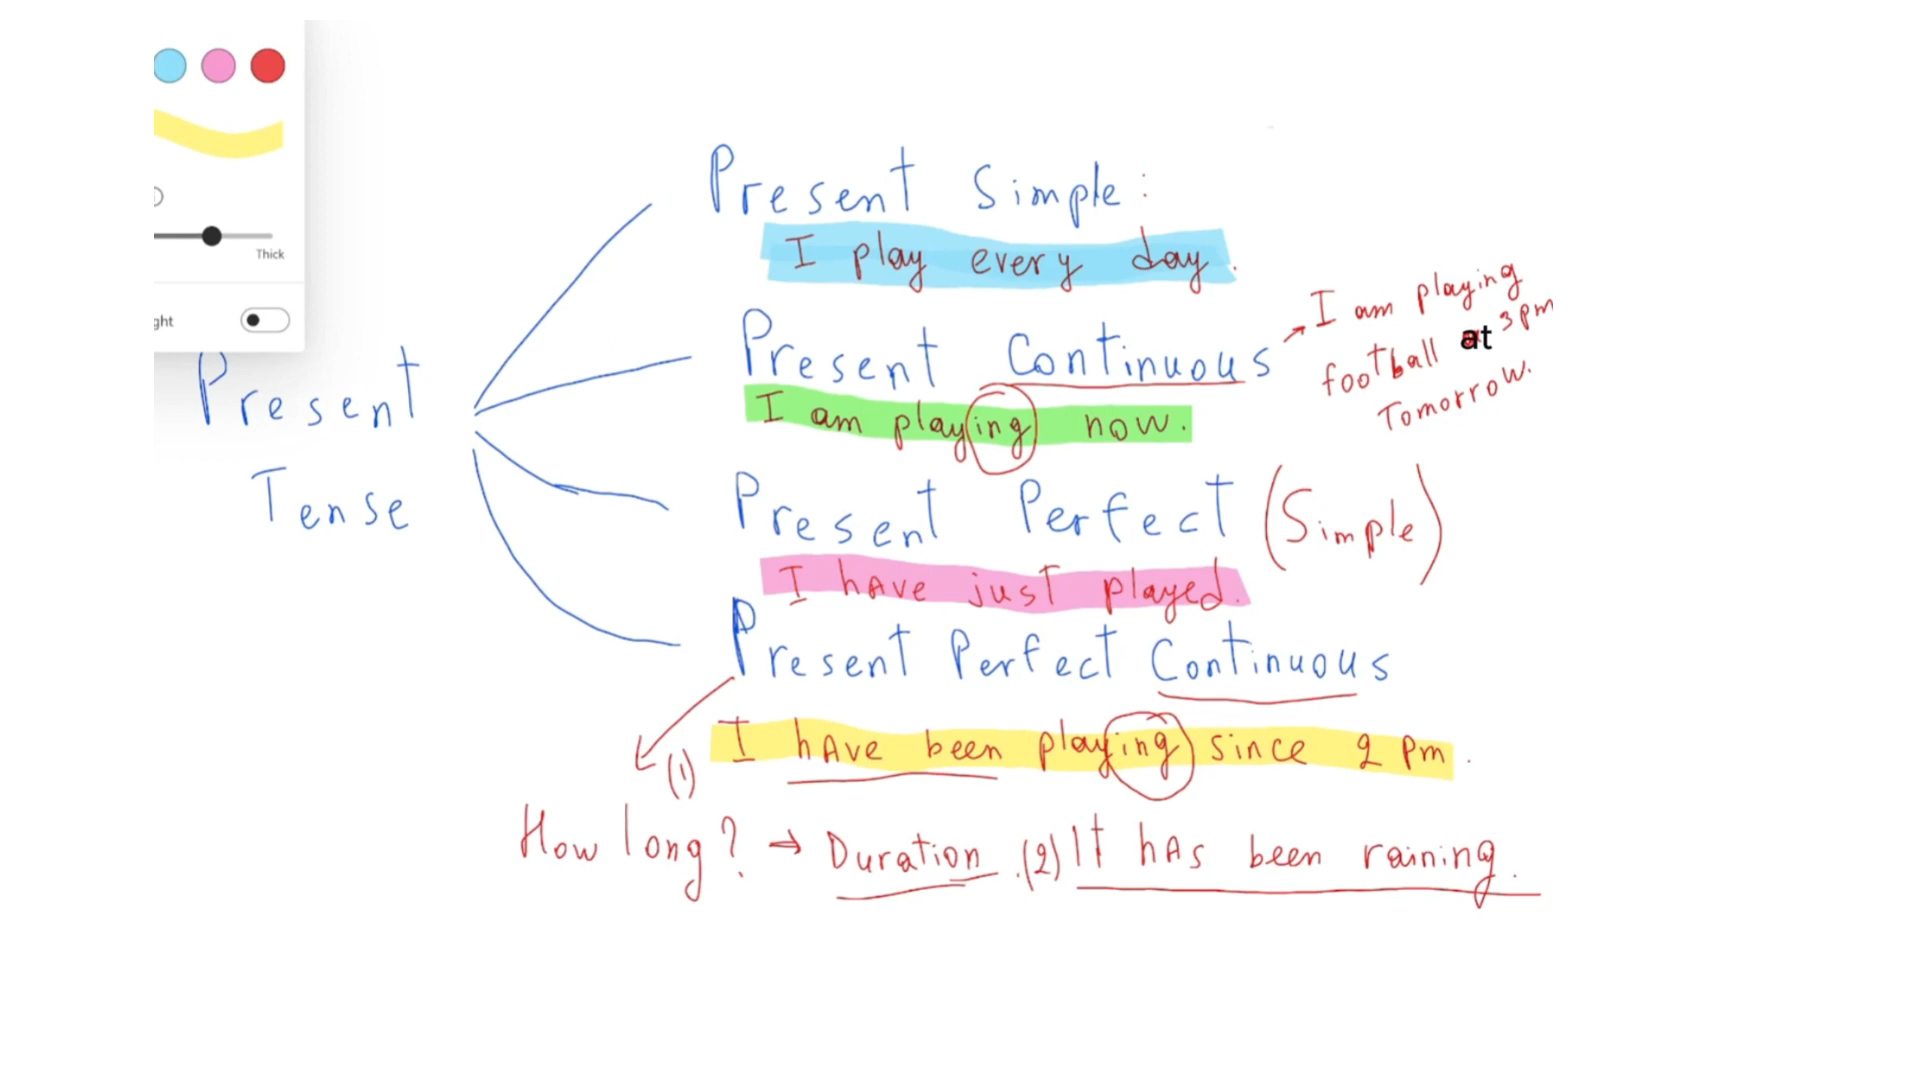 Thick
ght
Present
Tense
Present Simple:
I play every day.
Present Continuous
I am playing now.
I am playing
football at 3pm
Tomorrow.
Present Perfect (Simple)
I have just played.
Present Perfect Continuous
I have been playing since 2 pm.
(1)
How long? → Duration. (2) It has been raining.